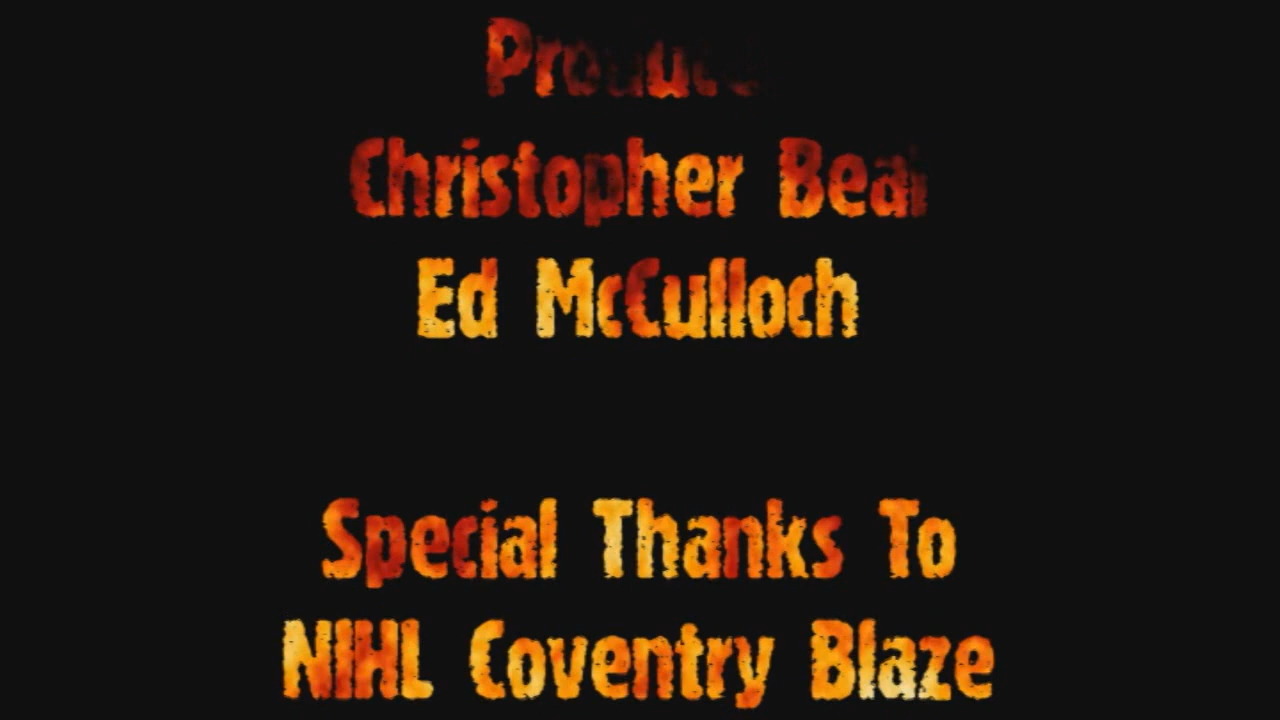 Christopher
Ed McCulloch
Special Thanks To
NIHL Coventry Blaze